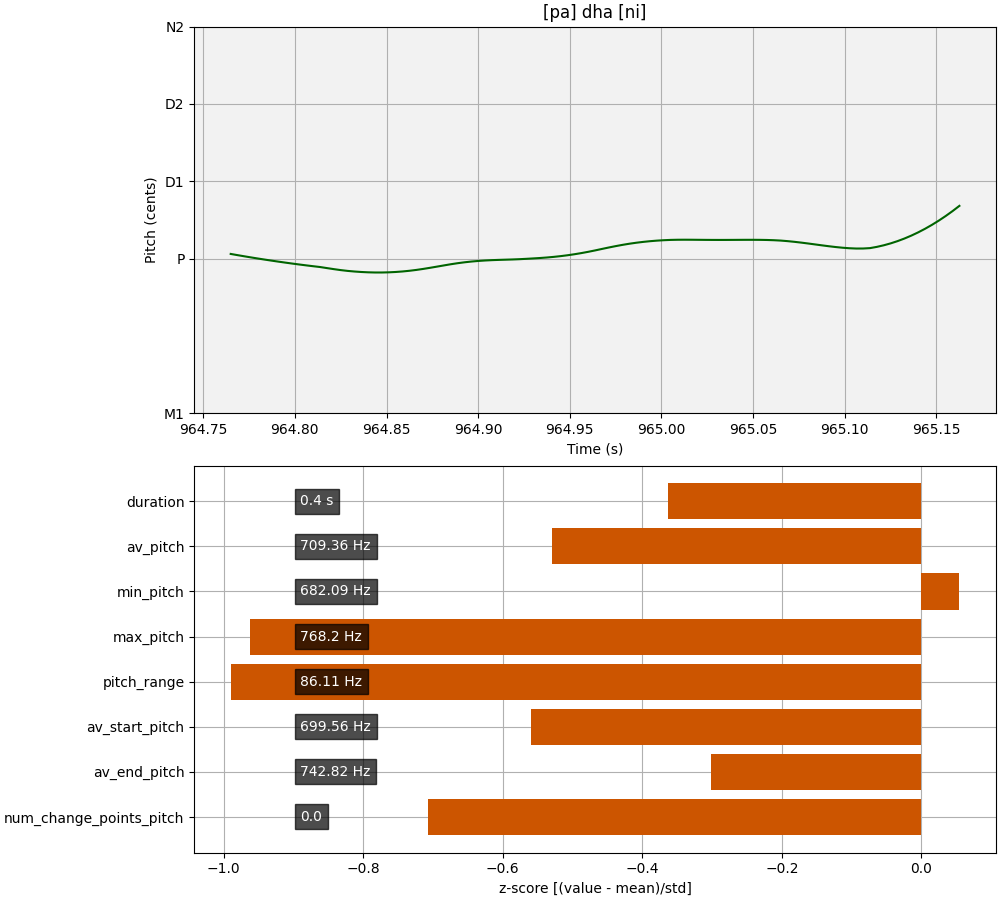 [pa] dha [ni]
N2
D2
D1
P
M1
Pitch (cents)
964.75 964.80 964.85 964.90 964.95 965.00 965.05 965.10 965.15
Time (s)
duration 0.4 s
av_pitch 709.36 Hz
min_pitch 682.09 Hz
max_pitch 768.2 Hz
pitch_range 86.11 Hz
av_start_pitch 699.56 Hz
av_end_pitch 742.82 Hz
num_change_points_pitch 0.0
−1.0 −0.8 −0.6 −0.4 −0.2 0.0
z-score [(value - mean)/std]